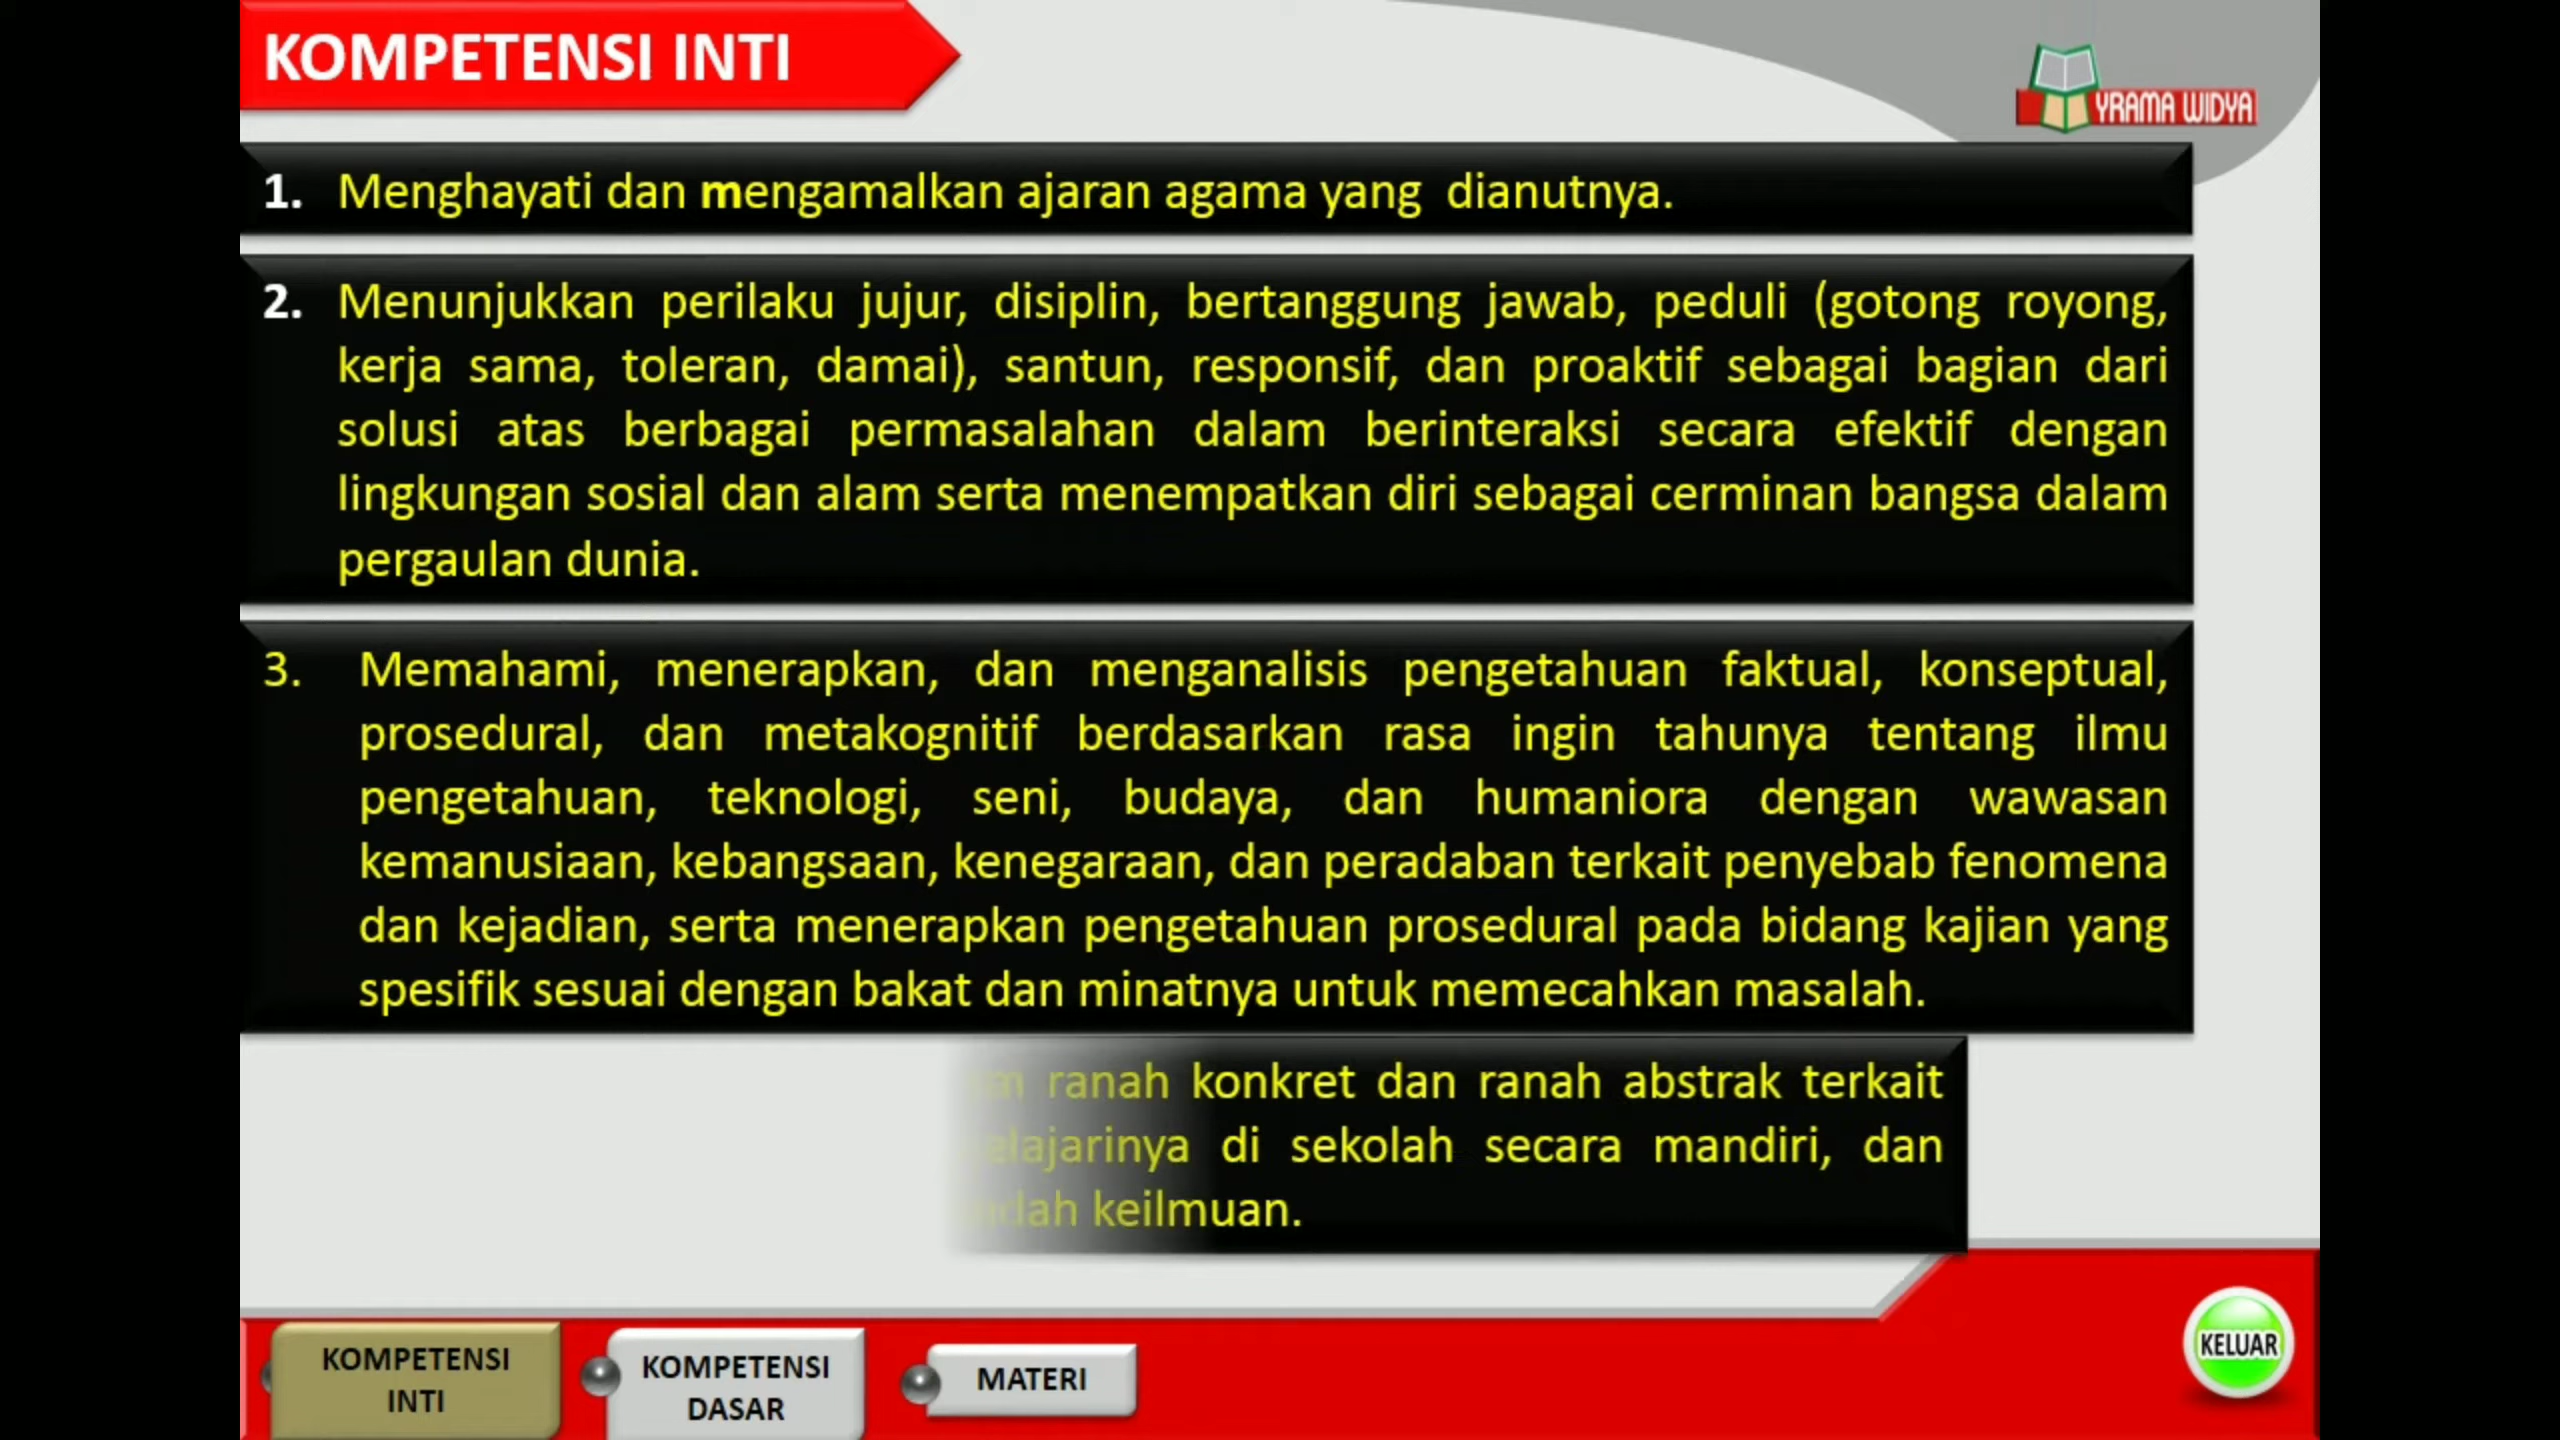 KOMPETENSI INTI
YRAMA WIDYA
1. Menghayati dan mengamalkan ajaran agama yang dianutnya.
2. Menunjukkan perilaku jujur, disiplin, bertanggung jawab, peduli (gotong royong,
kerja sama, toleran, damai), santun, responsif, dan proaktif sebagai bagian dari
solusi atas berbagai permasalahan dalam berinteraksi secara efektif dengan
lingkungan sosial dan alam serta menempatkan diri sebagai cerminan bangsa dalam
pergaulan dunia.
3. Memahami, menerapkan, dan menganalisis pengetahuan faktual, konseptual,
prosedural, dan metakognitif berdasarkan rasa ingin tahunya tentang ilmu
pengetahuan, teknologi, seni, budaya, dan humaniora dengan wawasan
kemanusiaan, kebangsaan, kenegaraan, dan peradaban terkait penyebab fenomena
dan kejadian, serta menerapkan pengetahuan prosedural pada bidang kajian yang
spesifik sesuai dengan bakat dan minatnya untuk memecahkan masalah.
ranah konkret dan ranah abstrak terkait
di sekolah secara mandiri, dan
keilmuan.
KOMPETENSI
INTI
KOMPETENSI
DASAR
MATERI
KELUAR